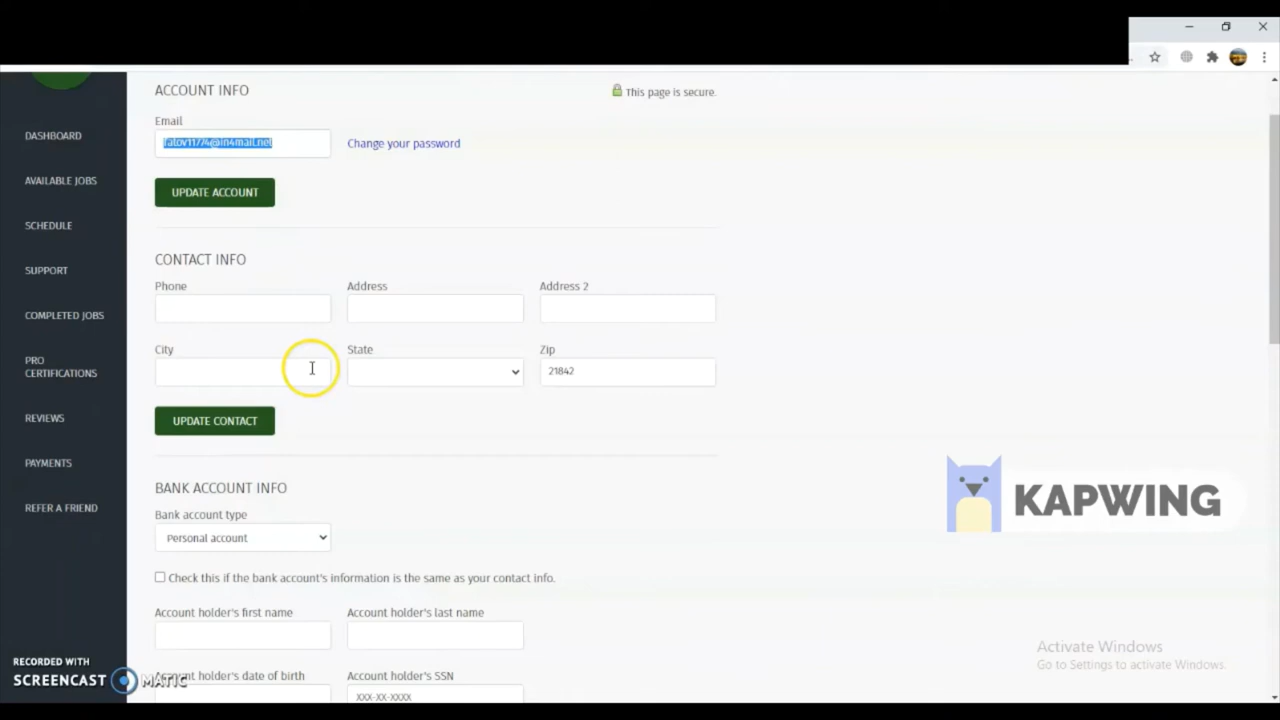 ACCOUNT INFO
This page is secure.
Email
Change your password
UPDATE ACCOUNT
DASHBOARD
AVAILABLE JOBS
SCHEDULE
SUPPORT
COMPLETED JOBS
PRO
CERTIFICATIONS
REVIEWS
PAYMENTS
REFER A FRIEND
CONTACT INFO
Phone Address Address 2
City State Zip
21842
UPDATE CONTACT
BANK ACCOUNT INFO
Bank account type
Personal account
Check this if the bank account's information is the same as your contact info.
Account holder's first name Account holder's last name
Account holder's date of birth Account holder's SSN
XXX-XX-XXXX
KAPWING
Activate Windows
Go to Settings to activate Windows.
RECORDED WITH
SCREENCAST MATIC